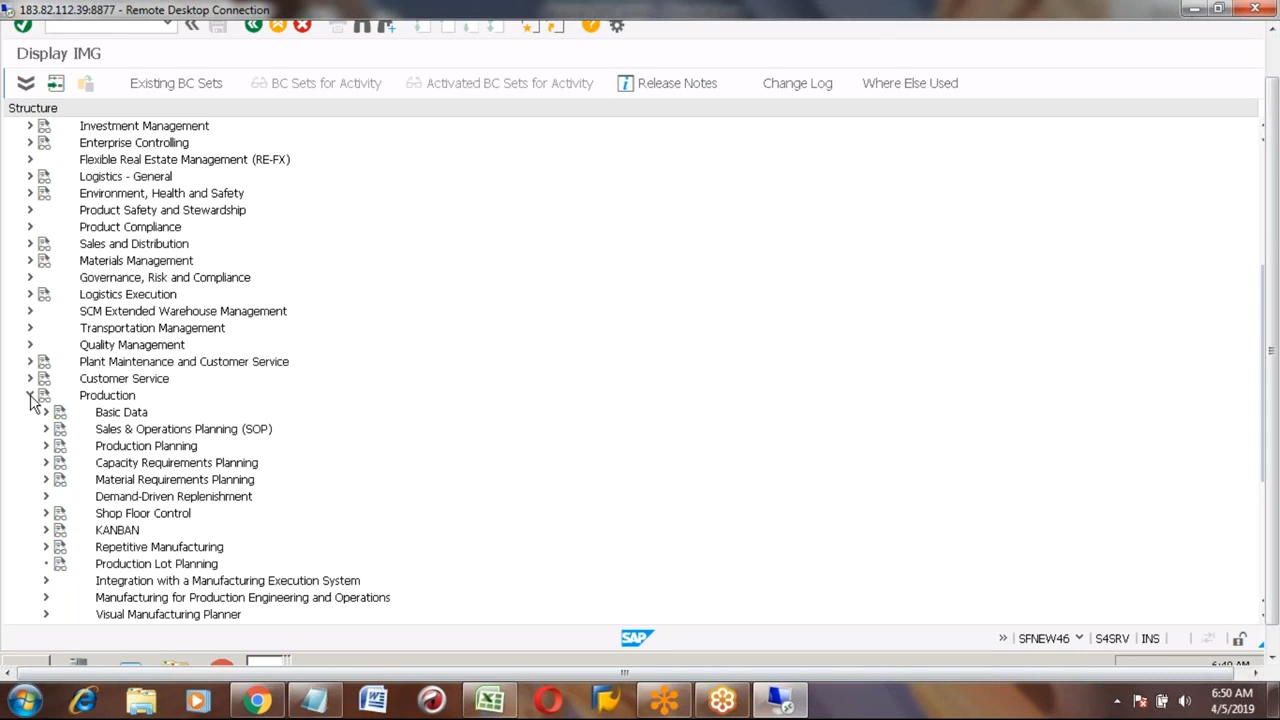 183.82.112.39:8877 - Remote Desktop Connection
Display IMG
Existing BC Sets BC Sets for Activity Activated BC Sets for Activity Release Notes Change Log Where Else Used
Structure
Investment Management
Enterprise Controlling
Flexible Real Estate Management (RE-FX)
Logistics - General
Environment, Health and Safety
Product Safety and Stewardship
Product Compliance
Sales and Distribution
Materials Management
Governance, Risk and Compliance
Logistics Execution
SCM Extended Warehouse Management
Transportation Management
Quality Management
Plant Maintenance and Customer Service
Customer Service
Production
Basic Data
Sales & Operations Planning (SOP)
Production Planning
Capacity Requirements Planning
Material Requirements Planning
Demand-Driven Replenishment
Shop Floor Control
KANBAN
Repetitive Manufacturing
Production Lot Planning
Integration with a Manufacturing Execution System
Manufacturing for Production Engineering and Operations
Visual Manufacturing Planner
SAP SFNEW46 S4SRV INS
6:50 AM
4/5/2019